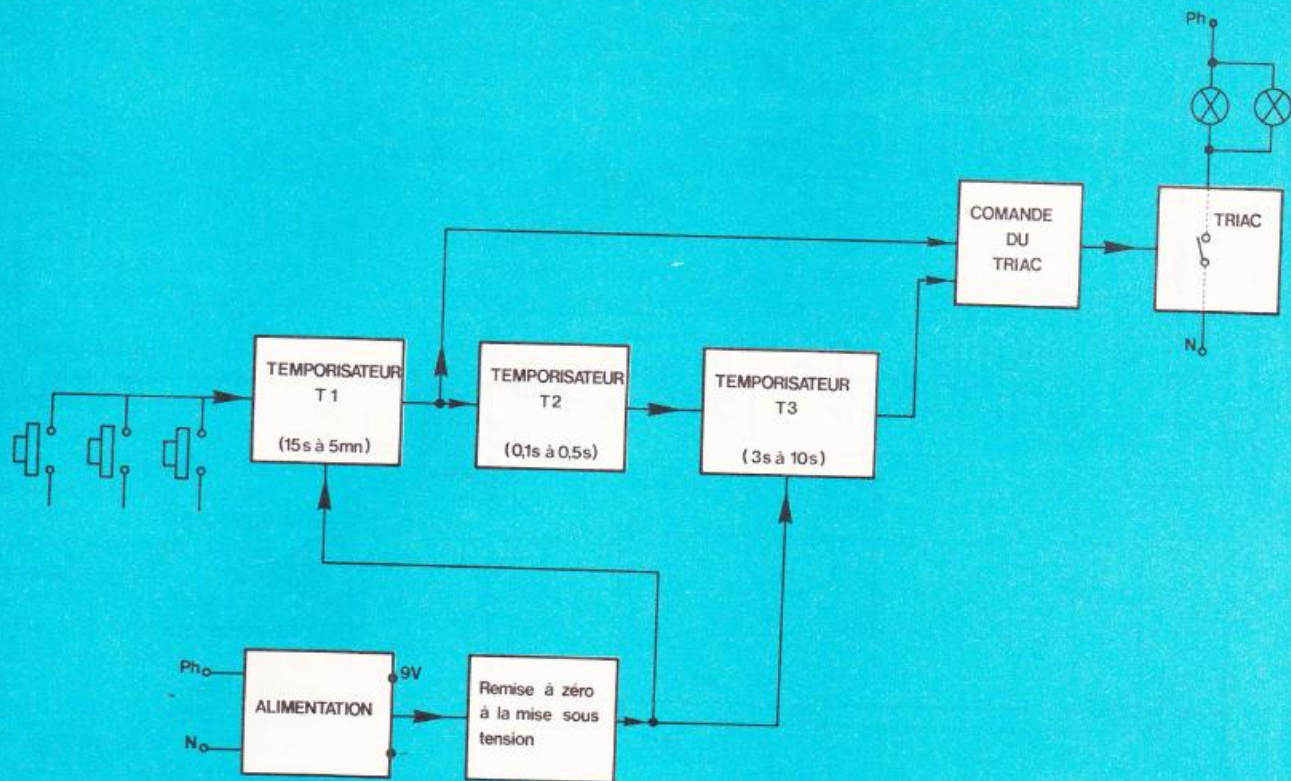 Ph
COMANDE
DU
TRIAC
TRIAC
N
TEMPORISATEUR
T1
(15s à 5mn)
TEMPORISATEUR
T2
(0,1s à 0,5s)
TEMPORISATEUR
T3
(3s à 10s)
Ph
9V
ALIMENTATION
N
-
Remise à zéro
à la mise sous
tension